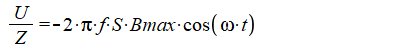 U/Z = -2·π·f·S·Bmax·cos(ω·t)